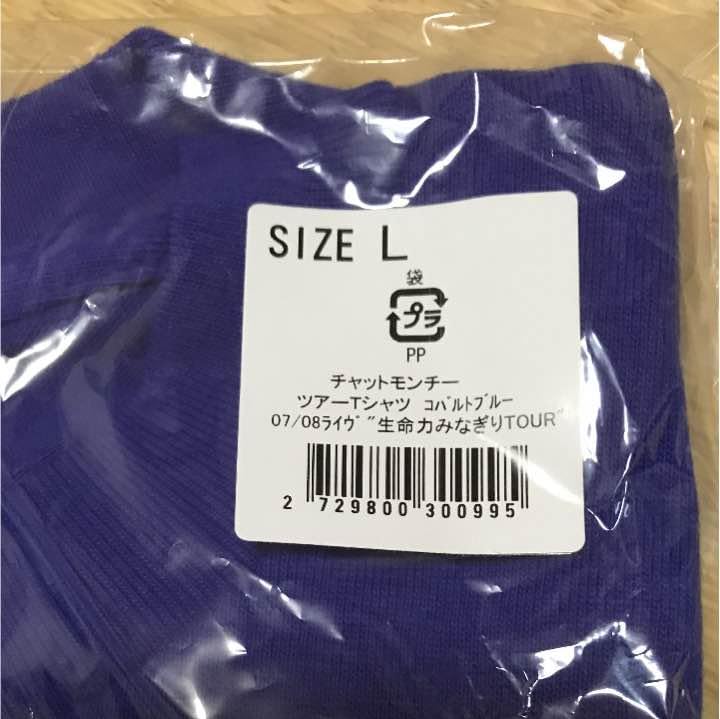 SIZE L
袋
プラ
PP
チャットモンチー
ツアーTシャツ ｺﾊﾞﾙﾄﾌﾞﾙｰ
07/08ﾗｲｳﾞ"生命力みなぎりTOUR"
2 729800 300995